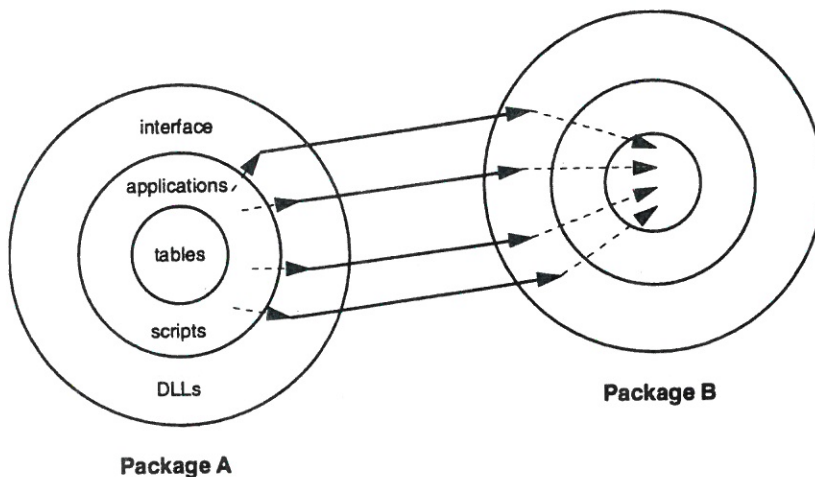 interface
applications
tables
scripts
DLLs
Package A
Package B